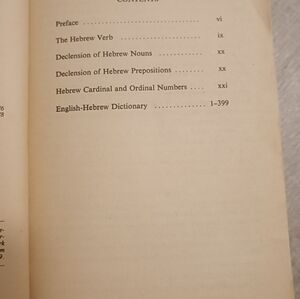 CONTENTS
Preface ................................ vi
The Hebrew Verb .......................... ix
Declension of Hebrew Nouns .............. xx
Declension of Hebrew Prepositions ........ xx
Hebrew Cardinal and Ordinal Numbers .... xxi
English-Hebrew Dictionary .............. 1–399